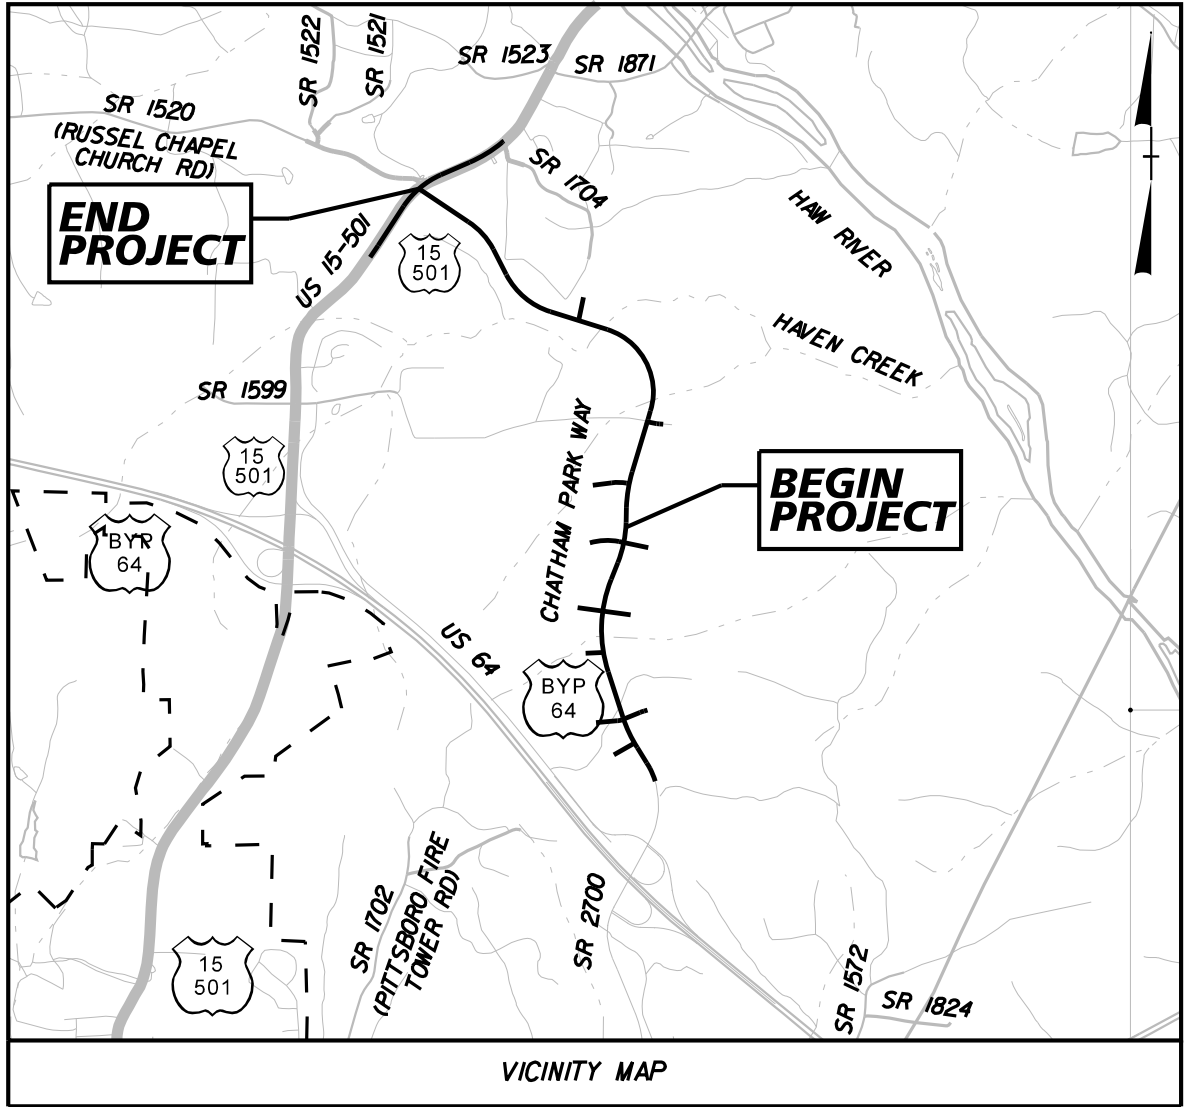 SR 1522
SR 1521
SR 1523
SR 1871
SR 1520
(RUSSEL CHAPEL
CHURCH RD)
SR 1704
END
PROJECT
HAW RIVER
US 15-501
15
501
HAVEN CREEK
SR 1599
CHATHAM PARK WAY
15
501
BEGIN
PROJECT
BYP
64
US 64
BYP
64
SR 1702
(PITTSBORO FIRE
TOWER RD)
SR 2700
15
501
SR 1572
SR 1824
VICINITY MAP